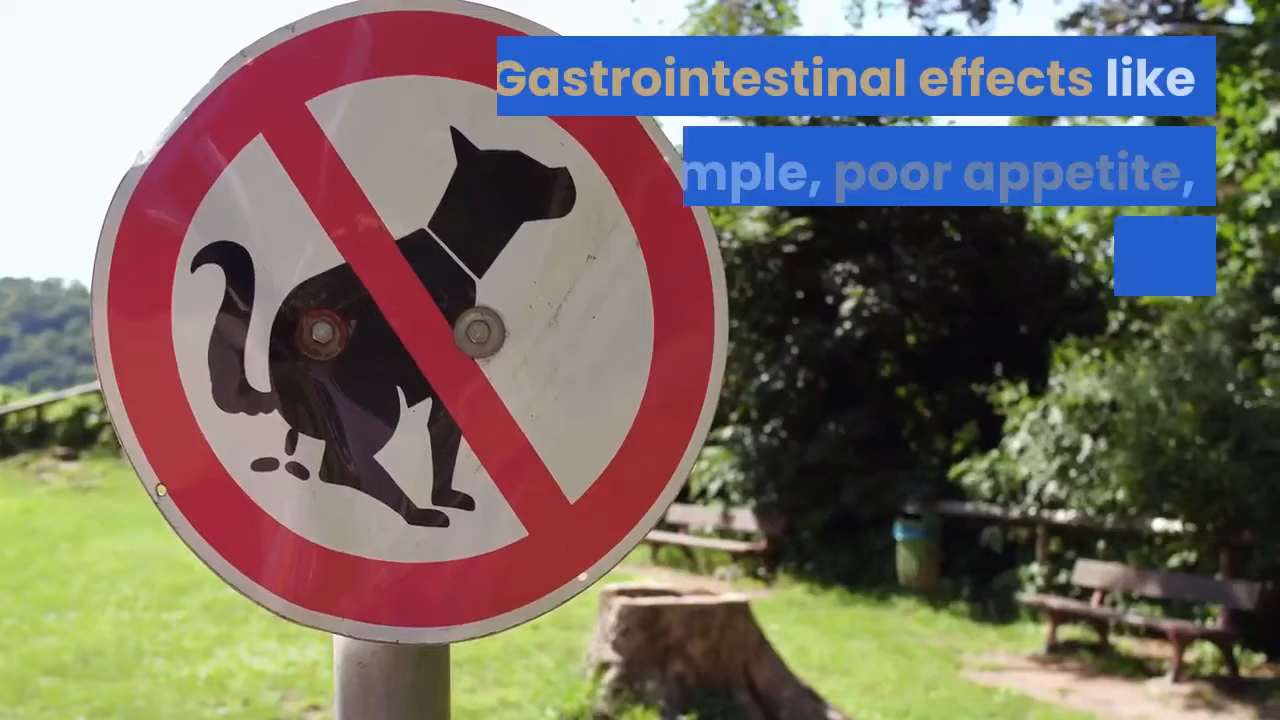 Gastrointestinal effects like
mple, poor appetite,